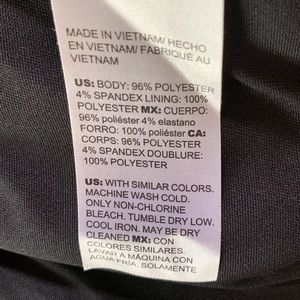 MADE IN VIETNAM/ HECHO
EN VIETNAM/ FABRIQUÉ AU
VIETNAM
US: BODY: 96% POLYESTER
4% SPANDEX LINING: 100%
POLYESTER MX: CUERPO:
96% poliéster 4% elastano
FORRO: 100% poliéster CA:
CORPS: 96% POLYESTER
4% SPANDEX DOUBLURE:
100% POLYESTER
US: WITH SIMILAR COLORS.
MACHINE WASH COLD.
ONLY NON-CHLORINE
BLEACH. TUMBLE DRY LOW.
COOL IRON. MAY BE DRY
CLEANED MX: CON
COLORES SIMILARES.
LAVAR A MÁQUINA CON
AGUA FRÍA. SOLAMENTE